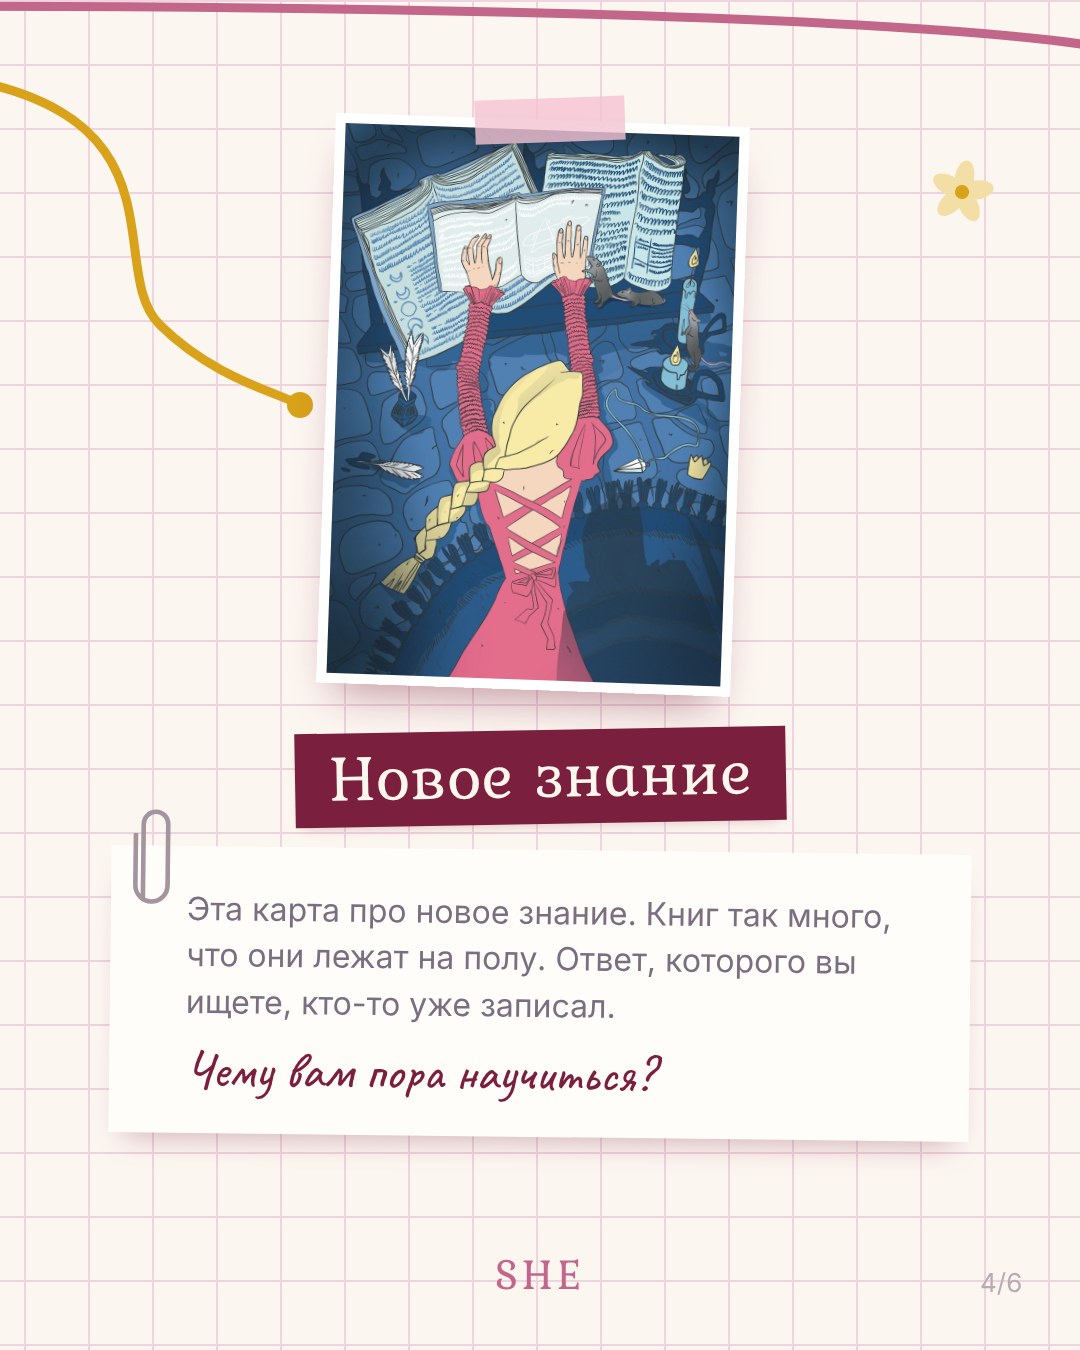 Новое знание
Эта карта про новое знание. Книг так много,
что они лежат на полу. Ответ, которого вы
ищете, кто-то уже записал.
Чему вам пора научиться?
SHE
4/6